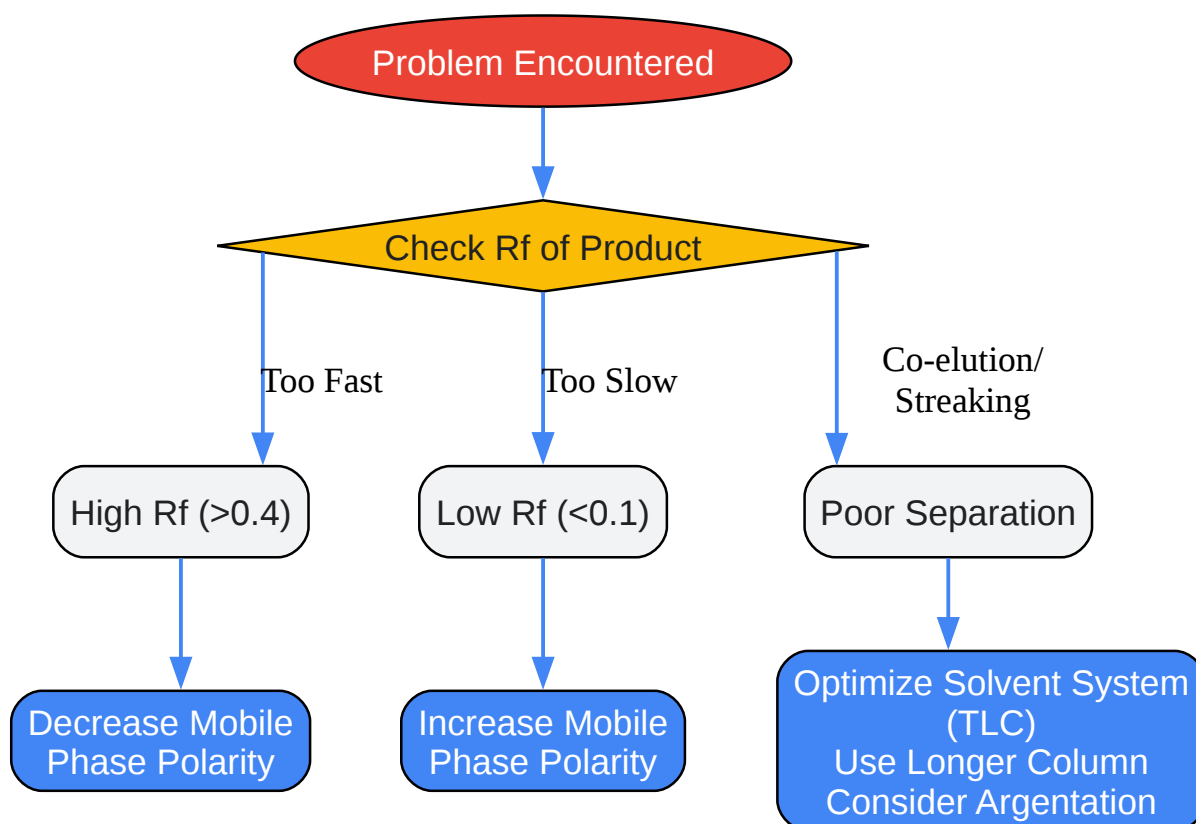 Problem Encountered
Check Rf of Product
Too Fast
Too Slow
Co-elution/
Streaking
High Rf (>0.4)
Low Rf (<0.1)
Poor Separation
Decrease Mobile
Phase Polarity
Increase Mobile
Phase Polarity
Optimize Solvent System
(TLC)
Use Longer Column
Consider Argentation